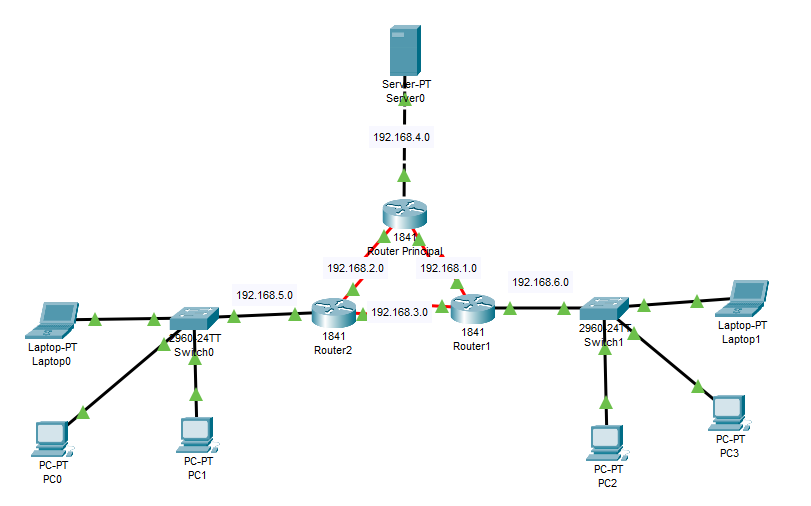 Server-PT
Server0
192.168.4.0
1841
Router Principal
192.168.2.0
192.168.1.0
192.168.5.0
192.168.3.0
192.168.6.0
1841
Router2
1841
Router1
2960-24TT
Switch0
2960-24TT
Switch1
Laptop-PT
Laptop0
Laptop-PT
Laptop1
PC-PT
PC0
PC-PT
PC1
PC-PT
PC2
PC-PT
PC3